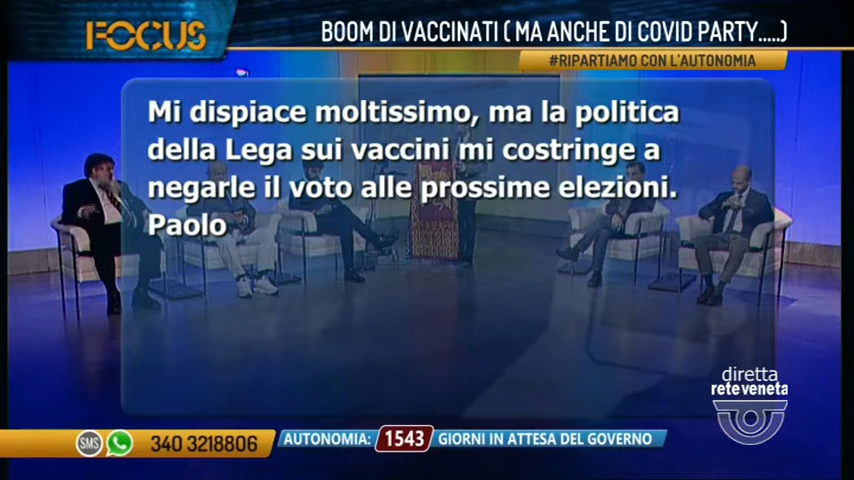 FOCUS
BOOM DI VACCINATI ( MA ANCHE DI COVID PARTY.....)
#RIPARTIAMO CON L'AUTONOMIA
Mi dispiace moltissimo, ma la politica
della Lega sui vaccini mi costringe a
negarle il voto alle prossime elezioni.
Paolo
diretta
reteveneta
SMS 340 3218806 AUTONOMIA: 1543 GIORNI IN ATTESA DEL GOVERNO